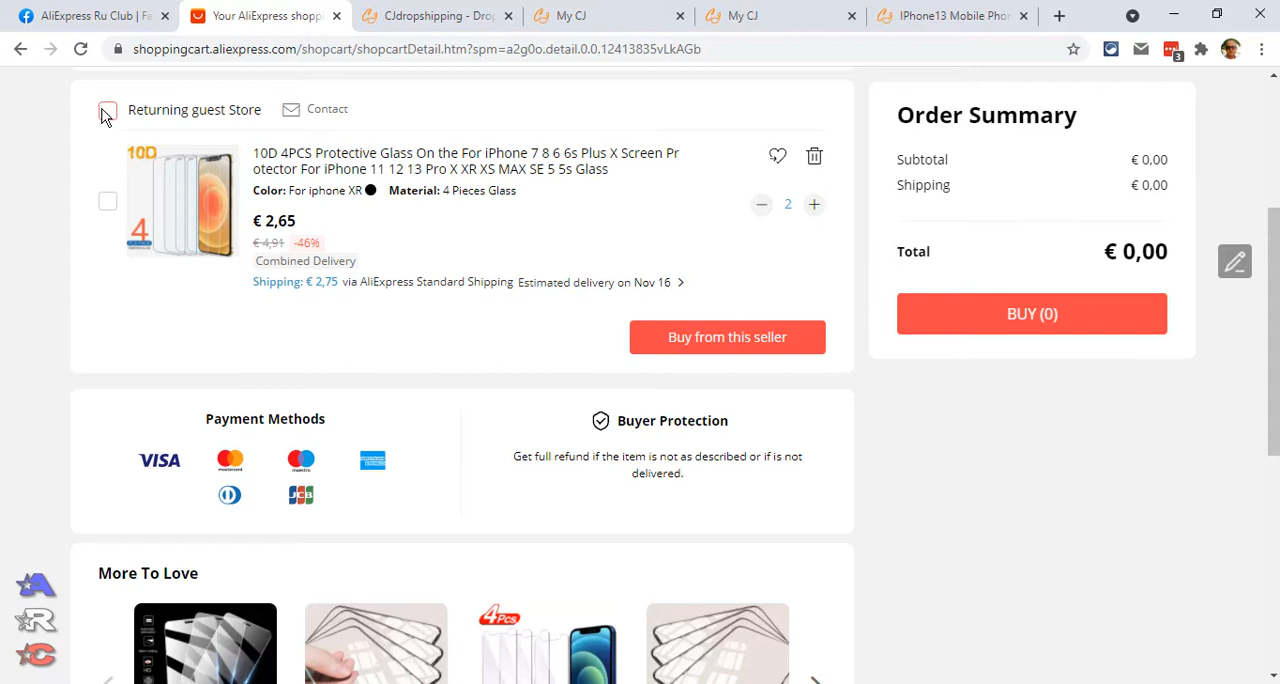 AliExpress Ru Club | Fa
Your AliExpress shoppi
CJdropshipping - Drop
My CJ
My CJ
IPhone13 Mobile Phon
shoppingcart.aliexpress.com/shopcart/shopcartDetail.htm?spm=a2g0o.detail.0.0.12413835vLkAGb
3
Returning guest Store
Contact
10D
4
10D 4PCS Protective Glass On the For iPhone 7 8 6 6s Plus X Screen Pr
otector For iPhone 11 12 13 Pro X XR XS MAX SE 5 5s Glass
Color: For iphone XR Material: 4 Pieces Glass
2
€ 2,65
€ 4,91 -46%
Combined Delivery
Shipping: € 2,75 via AliExpress Standard Shipping Estimated delivery on Nov 16
Buy from this seller
Order Summary
Subtotal € 0,00
Shipping € 0,00
Total € 0,00
BUY (0)
Payment Methods
VISA
JCB
Buyer Protection
Get full refund if the item is not as described or if is not
delivered.
More To Love
4Pcs
A
R
C